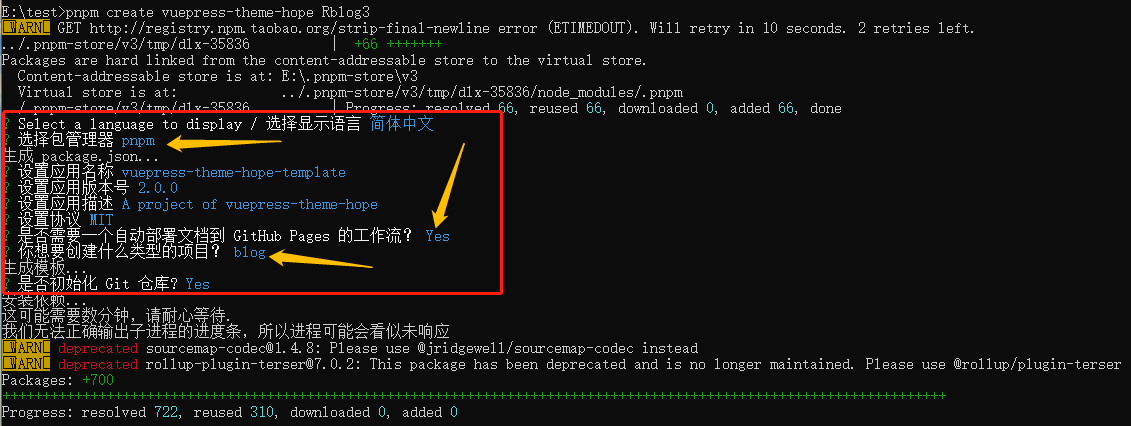 E:\test>pnpm create vuepress-theme-hope Rblog3
WARN GET http://registry.npm.taobao.org/strip-final-newline error (ETIMEDOUT). Will retry in 10 seconds. 2 retries left.
../.pnpm-store/v3/tmp/dlx-35836 | +66 +++++++
Packages are hard linked from the content-addressable store to the virtual store.
Content-addressable store is at: E:\.pnpm-store\v3
Virtual store is at: ../.pnpm-store/v3/tmp/dlx-35836/node_modules/.pnpm
/.pnpm-store/v3/tmp/dlx-35836 | Progress: resolved 66, reused 66, downloaded 0, added 66, done
? Select a language to display / 选择显示语言 简体中文
? 选择包管理器 pnpm
生成 package.json...
? 设置应用名称 vuepress-theme-hope-template
? 设置应用版本号 2.0.0
? 设置应用描述 A project of vuepress-theme-hope
? 设置协议 MIT
? 是否需要一个自动部署文档到 GitHub Pages 的工作流? Yes
? 你想要创建什么类型的项目? blog
生成模板...
? 是否初始化 Git 仓库? Yes
安装依赖...
这可能需要数分钟，请耐心等待.
我们无法正确输出子进程的进度条，所以进程可能会看似未响应
WARN deprecated sourcemap-codec@1.4.8: Please use @jridgewell/sourcemap-codec instead
WARN deprecated rollup-plugin-terser@7.0.2: This package has been deprecated and is no longer maintained. Please use @rollup/plugin-terser
Packages: +700
++++++++++++++++++++++++++++++++++++++++++++++++++++++++++++++++++++++++++++++++++++++++++++++++++++++++++++++++++++
Progress: resolved 722, reused 310, downloaded 0, added 0